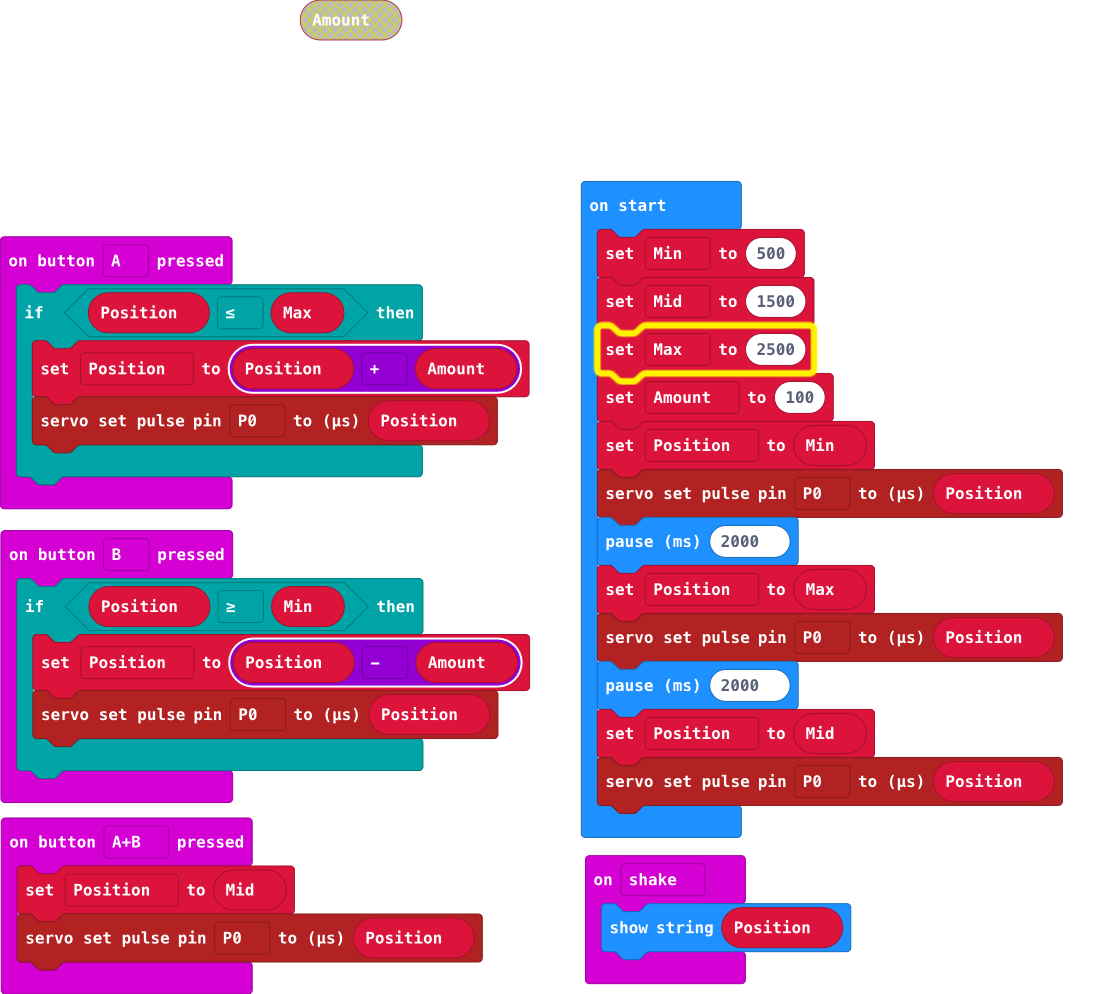 Amount
on button A pressed
if Position ≤ Max then
set Position to Position + Amount
servo set pulse pin P0 to (μs) Position
on button B pressed
if Position ≥ Min then
set Position to Position - Amount
servo set pulse pin P0 to (μs) Position
on button A+B pressed
set Position to Mid
servo set pulse pin P0 to (μs) Position
on start
set Min to 500
set Mid to 1500
set Max to 2500
set Amount to 100
set Position to Min
servo set pulse pin P0 to (μs) Position
pause (ms) 2000
set Position to Max
servo set pulse pin P0 to (μs) Position
pause (ms) 2000
set Position to Mid
servo set pulse pin P0 to (μs) Position
on shake
show string Position